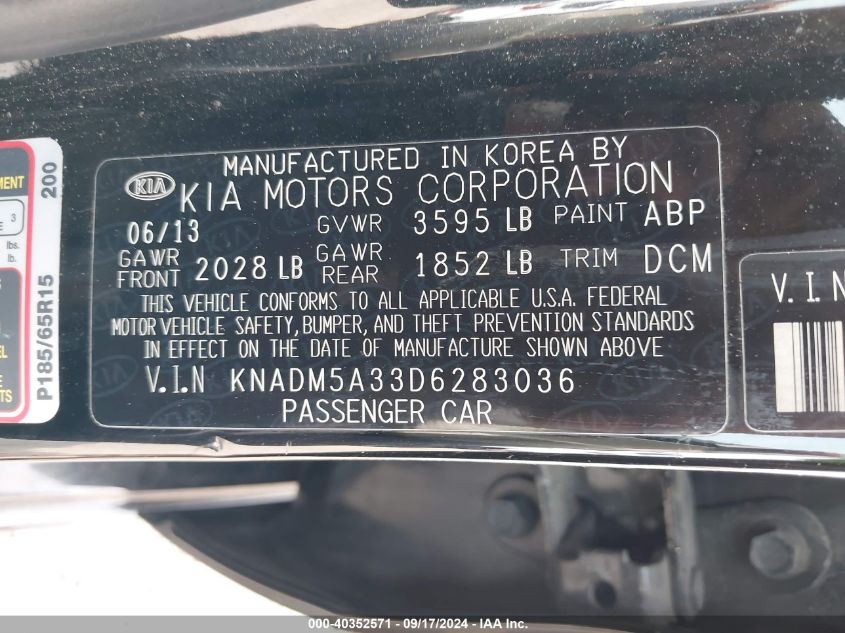 MANUFACTURED IN KOREA BY
KIA KIA MOTORS CORPORATION
06/13 GVWR 3595 LB PAINT ABP
GAWR FRONT 2028 LB GAWR REAR 1852 LB TRIM DCM
THIS VEHICLE CONFORMS TO ALL APPLICABLE U.S.A. FEDERAL
MOTOR VEHICLE SAFETY, BUMPER, AND THEFT PREVENTION STANDARDS
IN EFFECT ON THE DATE OF MANUFACTURE SHOWN ABOVE
V.I.N KNADM5A33D6283036
PASSENGER CAR
P185/65R15 200
3
lbs.
lb.
V.I.N
000-40352571 - 09/17/2024 - IAA Inc.